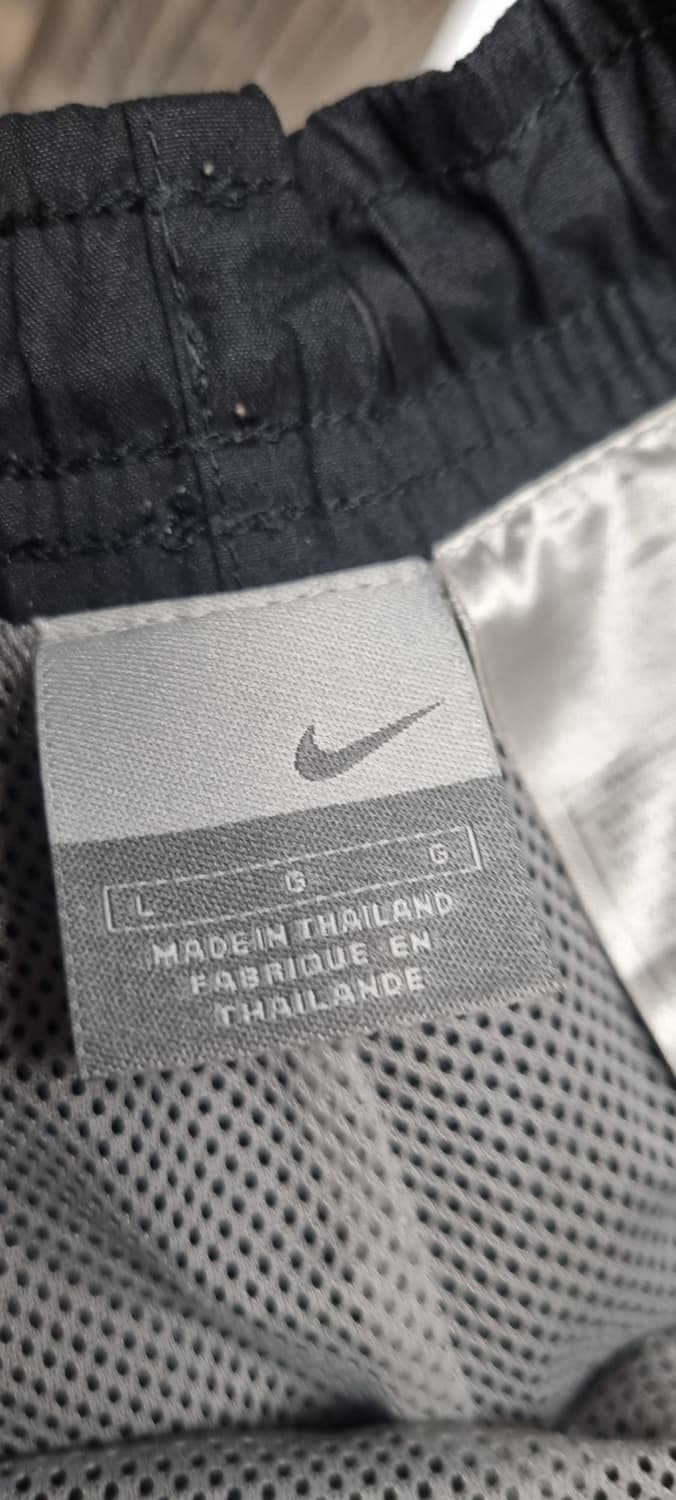 L G G
MADE IN THAILAND
FABRIQUE EN
THAILANDE